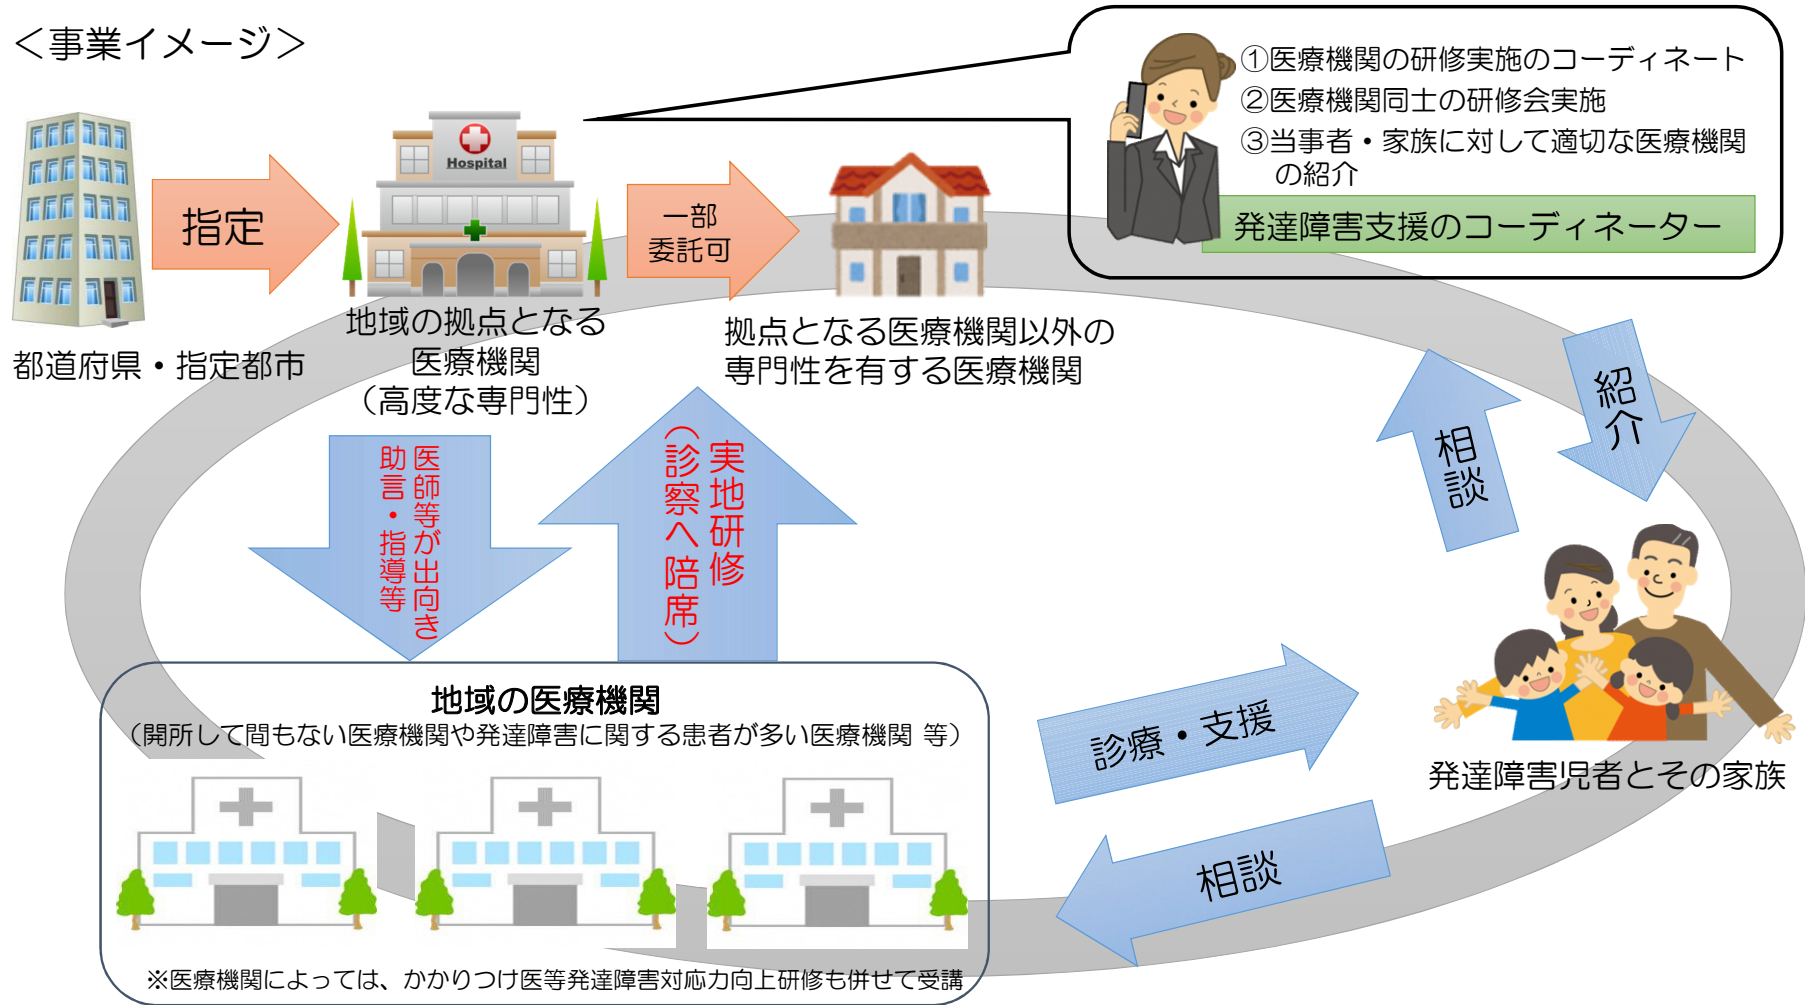 ＜事業イメージ＞
①医療機関の研修実施のコーディネート
②医療機関同士の研修会実施
③当事者・家族に対して適切な医療機関
の紹介
発達障害支援のコーディネーター
Hospital
指定
一部
委託可
都道府県・指定都市
地域の拠点となる
医療機関
（高度な専門性）
拠点となる医療機関以外の
専門性を有する医療機関
医師等が出向き
助言・指導等
実地研修
（診察へ陪席）
相談
紹介
地域の医療機関
（開所して間もない医療機関や発達障害に関する患者が多い医療機関 等）
※医療機関によっては、かかりつけ医等発達障害対応力向上研修も併せて受講
診療・支援
相談
発達障害児者とその家族